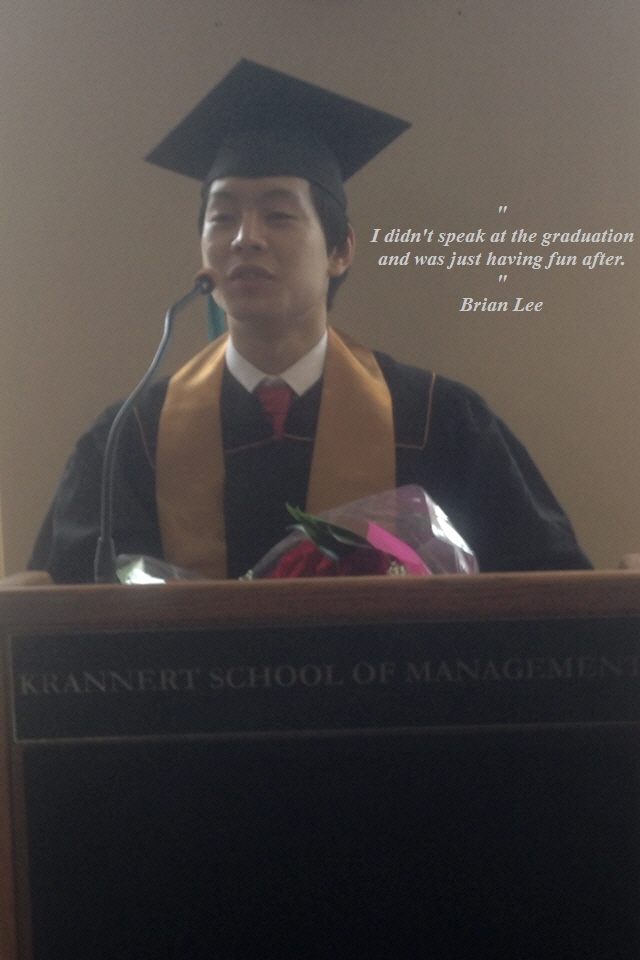 "
I didn't speak at the graduation
and was just having fun after.
"
Brian Lee
KRANNERT SCHOOL OF MANAGEMENT